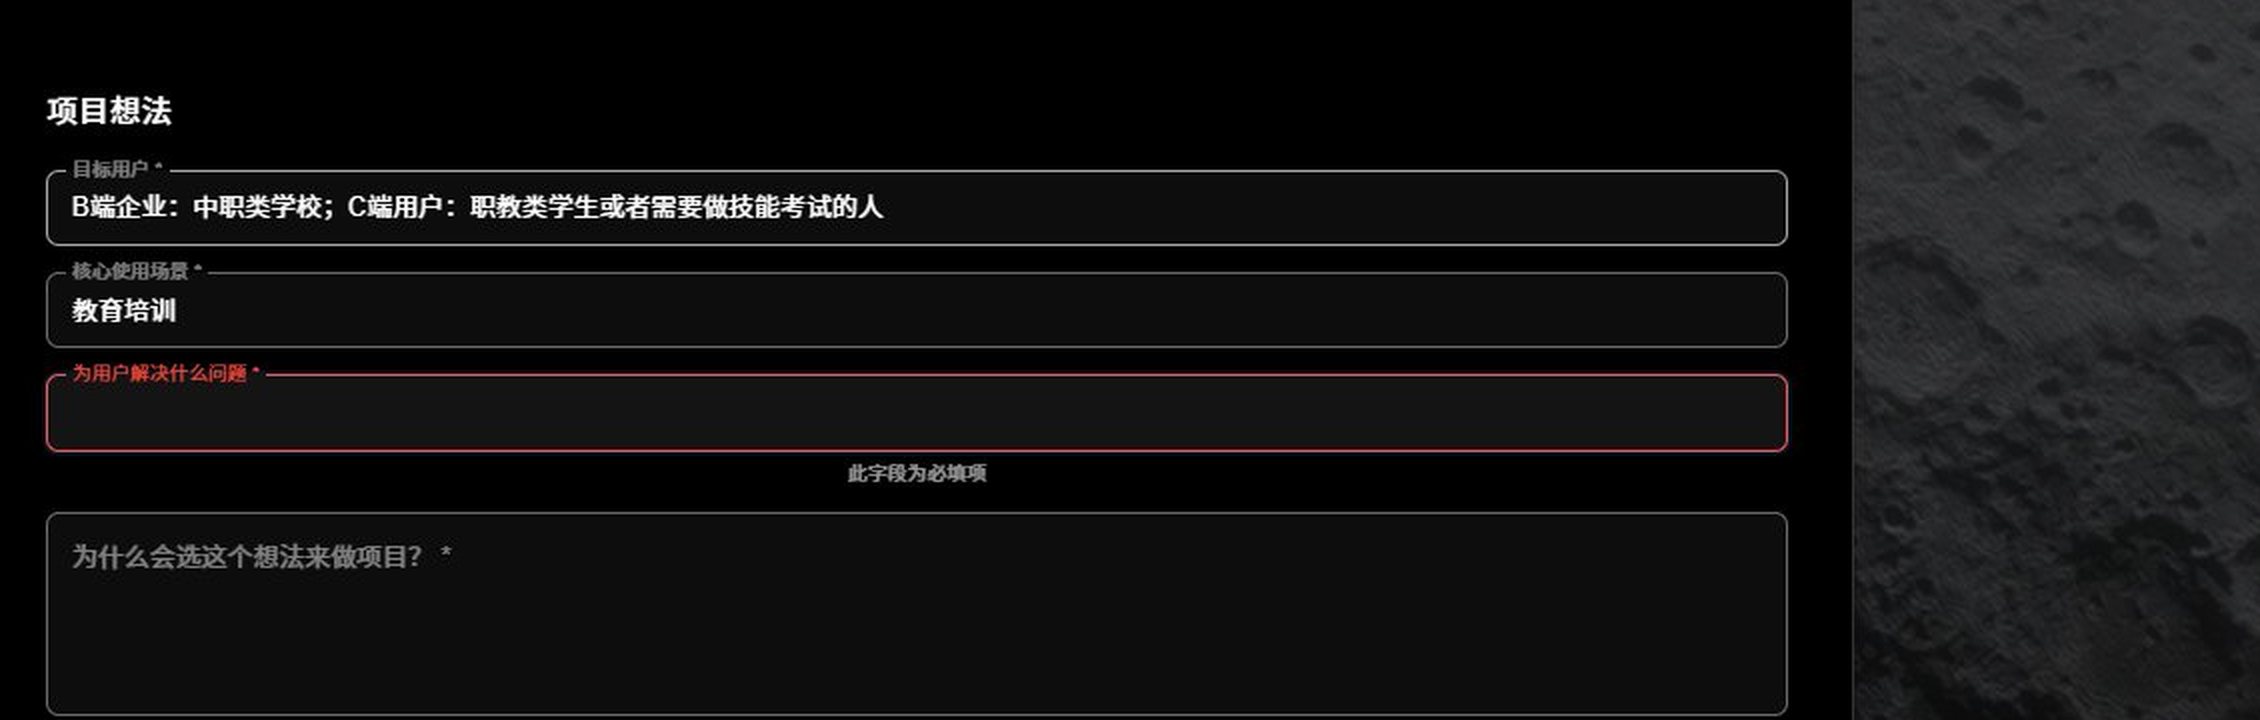 项目想法
目标用户 *
B端企业：中职类学校；C端用户：职教类学生或者需要做技能考试的人
核心使用场景 *
教育培训
为用户解决什么问题 *
此字段为必填项
为什么会选这个想法来做项目？ *